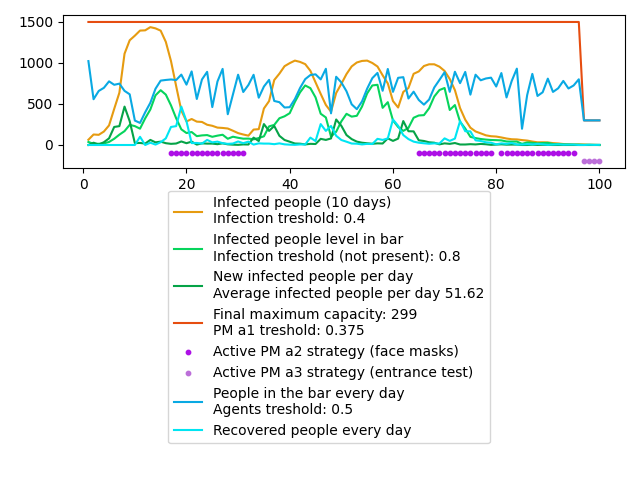 1500
1000
500
0
0
20
40
60
80
100
Infected people (10 days)
Infection treshold: 0.4
Infected people level in bar
Infection treshold (not present): 0.8
New infected people per day
Average infected people per day 51.62
Final maximum capacity: 299
PM a1 treshold: 0.375
Active PM a2 strategy (face masks)
Active PM a3 strategy (entrance test)
People in the bar every day
Agents treshold: 0.5
Recovered people every day